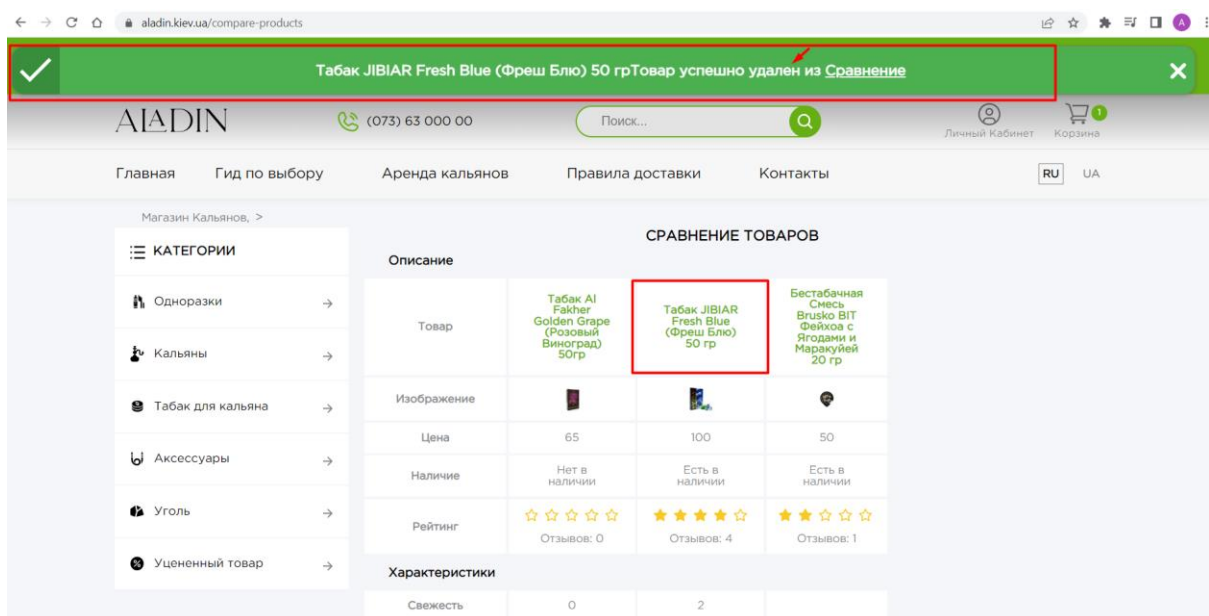 aladin.kiev.ua/compare-products
A
Табак JIBIAR Fresh Blue (Фреш Блю) 50 грТовар успешно удален из Сравнение
ALADIN
(073) 63 000 00
Поиск...
Личный Кабинет
1
Корзина
Главная
Гид по выбору
Аренда кальянов
Правила доставки
Контакты
RU
UA
Магазин Кальянов, >
КАТЕГОРИИ
Одноразки
Кальяны
Табак для кальяна
Аксессуары
Уголь
Уцененный товар
СРАВНЕНИЕ ТОВАРОВ
Описание
Товар
Табак Al
Fakher
Golden Grape
(Розовый
Виноград)
50гр
Табак JIBIAR
Fresh Blue
(Фреш Блю)
50 гр
Бестабачная
Смесь
Brusko BIT
Фейхоа с
Ягодами и
Маракуйей
20 гр
Изображение
Цена
65
100
50
Наличие
Нет в
наличии
Есть в
наличии
Есть в
наличии
Рейтинг
Отзывов: 0
Отзывов: 4
Отзывов: 1
Характеристики
Свежесть
0
2